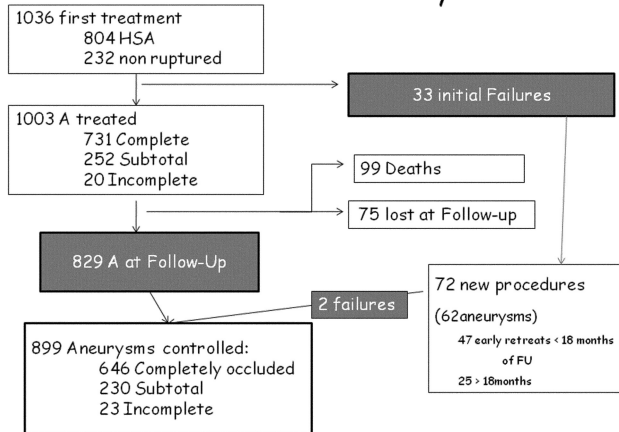 1036 first treatment
804 HSA
232 non ruptured
33 initial Failures
1003 A treated
731 Complete
252 Subtotal
20 Incomplete
99 Deaths
75 lost at Follow-up
829 A at Follow-Up
72 new procedures
(62aneurysms)
47 early retreats < 18 months
of FU
25 > 18months
2 failures
899 Aneurysms controlled:
646 Completely occluded
230 Subtotal
23 Incomplete